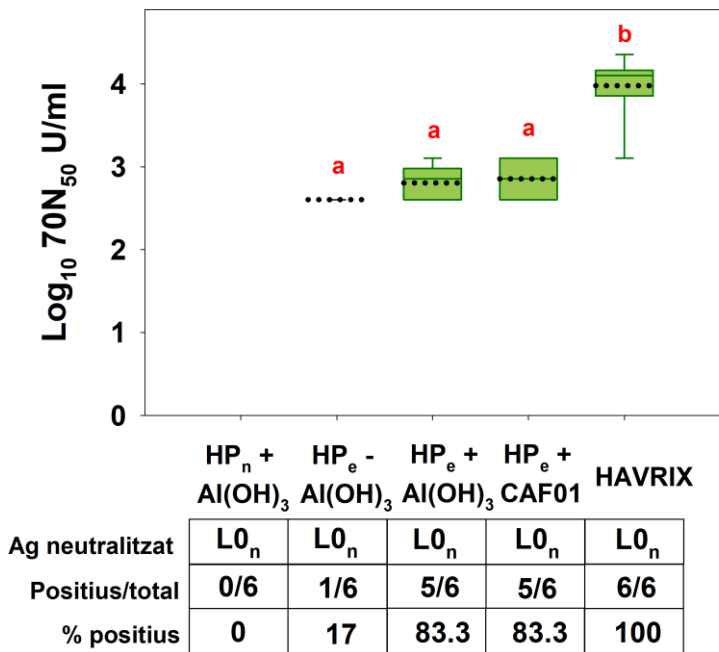 Log₁₀ 70N₅₀ U/ml
4
3
2
1
0
a
a
a
b
HPₙ + Al(OH)₃
HPₑ - Al(OH)₃
HPₑ + Al(OH)₃
HPₑ + CAF01
HAVRIX
Ag neutralitzat L0ₙ L0ₙ L0ₙ L0ₙ L0ₙ
Positius/total 0/6 1/6 5/6 5/6 6/6
% positius 0 17 83.3 83.3 100